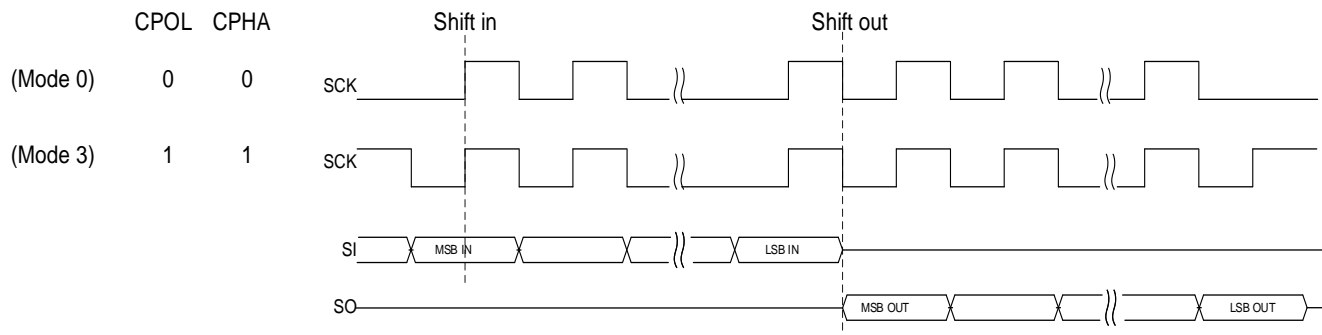 CPOL CPHA Shift in Shift out
(Mode 0) 0 0 SCK
(Mode 3) 1 1 SCK
SI MSB IN LSB IN
SO MSB OUT LSB OUT